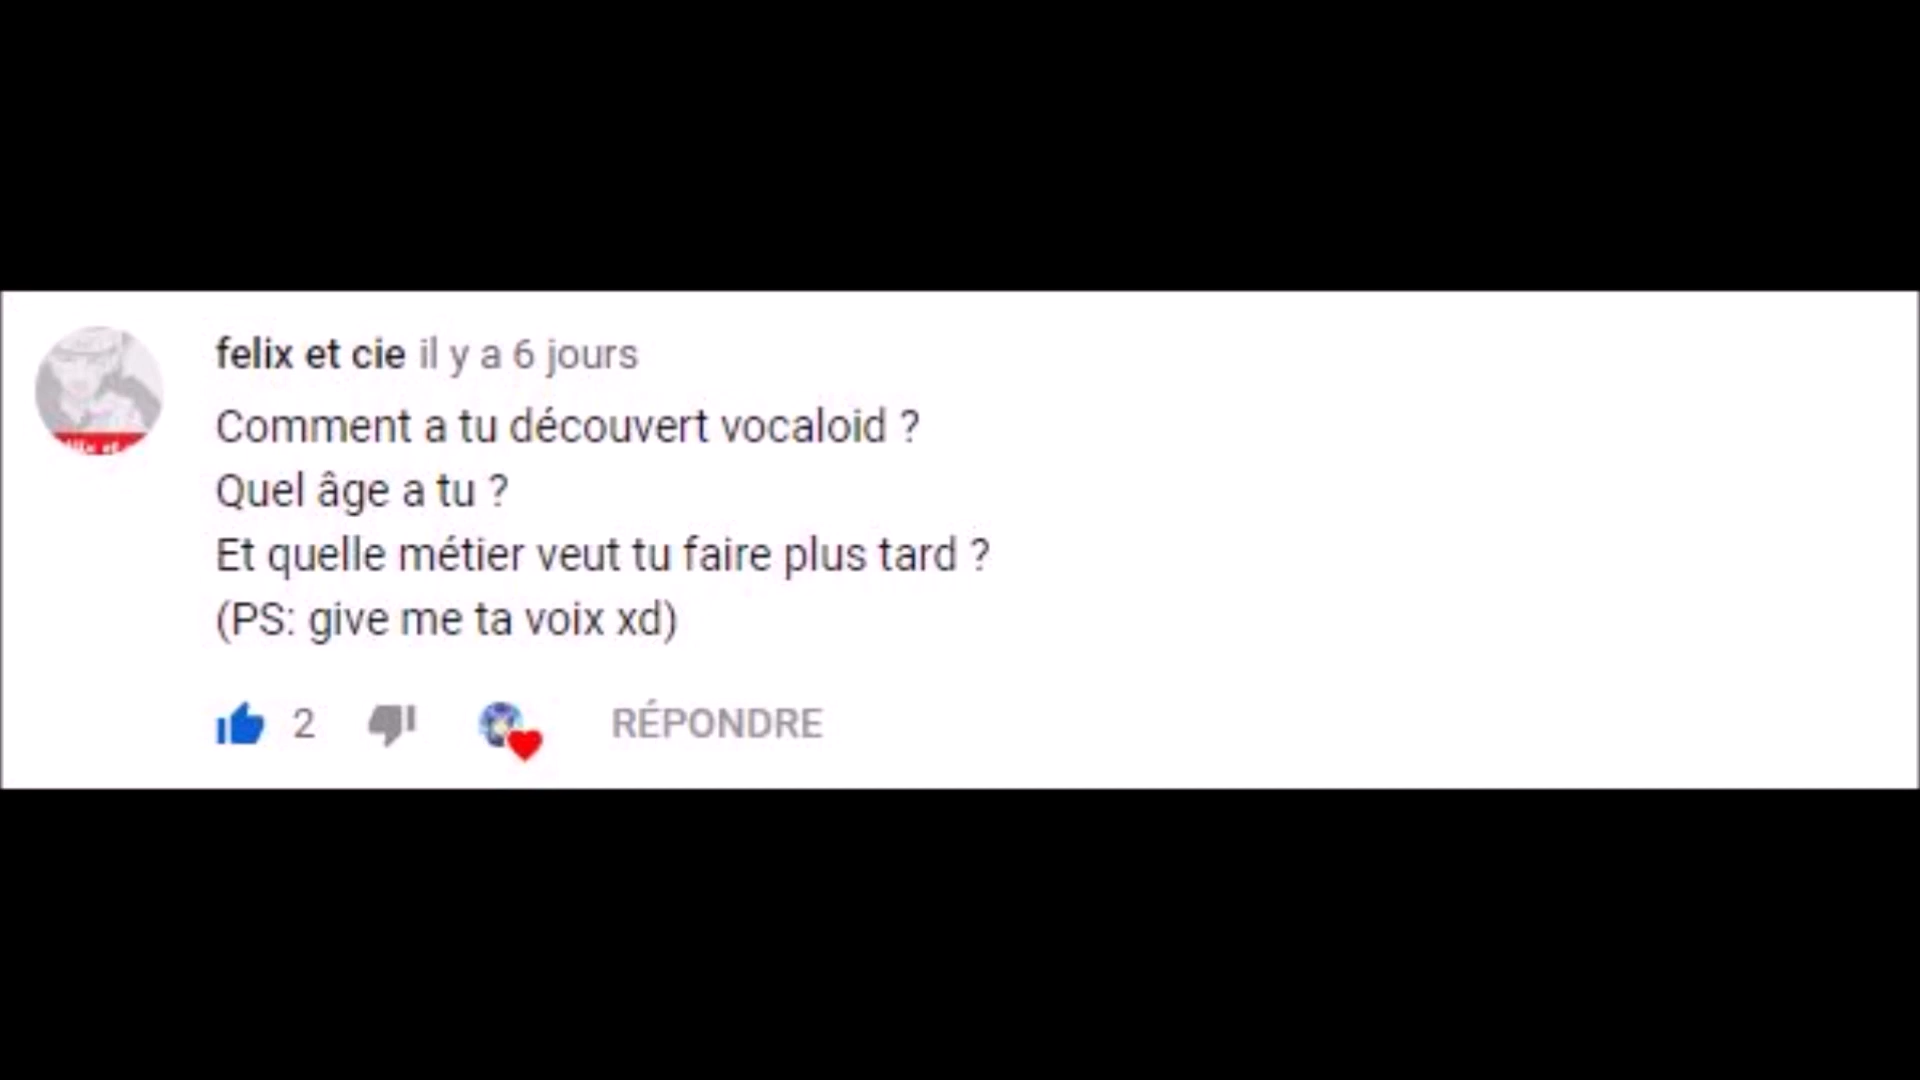 felix et cie il y a 6 jours
Comment a tu découvert vocaloid ?
Quel âge a tu ?
Et quelle métier veut tu faire plus tard ?
(PS: give me ta voix xd)
2 RÉPONDRE